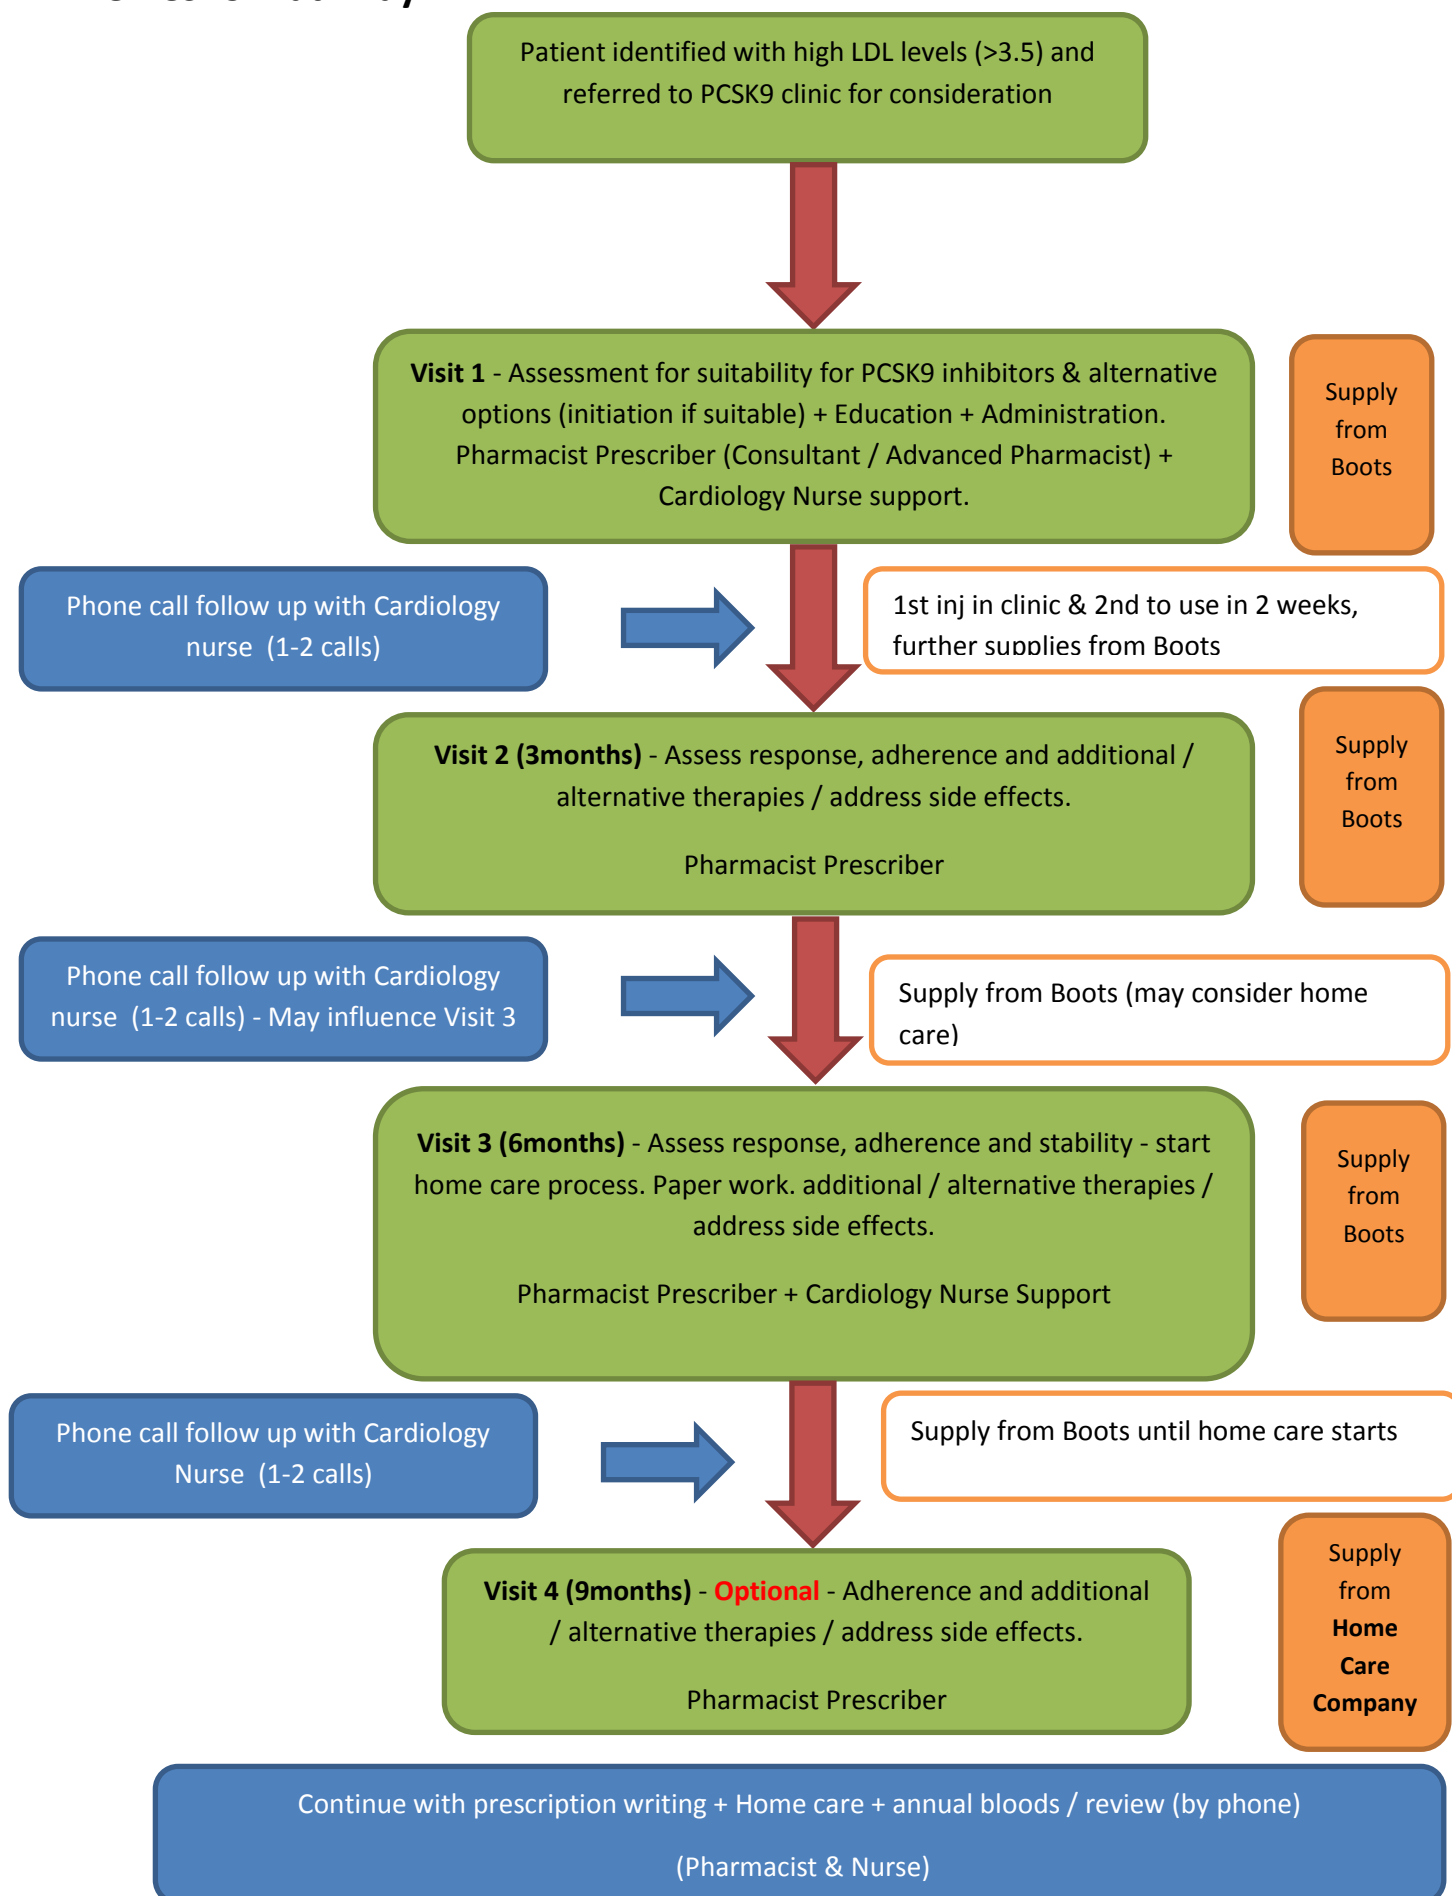 Patient identified with high LDL levels (>3.5) and
referred to PCSK9 clinic for consideration
Visit 1 - Assessment for suitability for PCSK9 inhibitors & alternative
options (initiation if suitable) + Education + Administration.
Pharmacist Prescriber (Consultant / Advanced Pharmacist) +
Cardiology Nurse support.
Supply
from
Boots
Phone call follow up with Cardiology
nurse (1-2 calls)
1st inj in clinic & 2nd to use in 2 weeks,
further supplies from Boots
Visit 2 (3months) - Assess response, adherence and additional /
alternative therapies / address side effects.
Pharmacist Prescriber
Supply
from
Boots
Phone call follow up with Cardiology
nurse (1-2 calls) - May influence Visit 3
Supply from Boots (may consider home
care)
Visit 3 (6months) - Assess response, adherence and stability - start
home care process. Paper work. additional / alternative therapies /
address side effects.
Pharmacist Prescriber + Cardiology Nurse Support
Supply
from
Boots
Phone call follow up with Cardiology
Nurse (1-2 calls)
Supply from Boots until home care starts
Visit 4 (9months) - Optional - Adherence and additional
/ alternative therapies / address side effects.
Pharmacist Prescriber
Supply
from
Home
Care
Company
Continue with prescription writing + Home care + annual bloods / review (by phone)
(Pharmacist & Nurse)